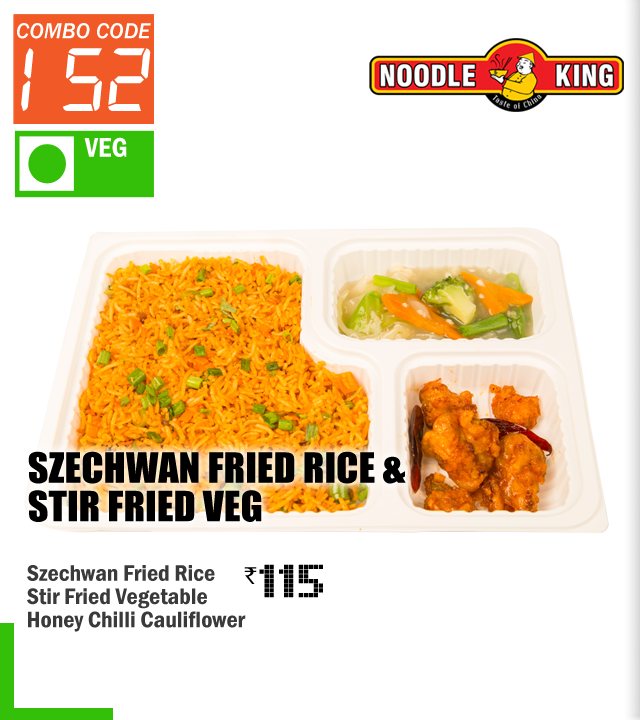 COMBO CODE
152
VEG
NOODLE KING
Taste of China
SZECHWAN FRIED RICE &
STIR FRIED VEG
Szechwan Fried Rice
Stir Fried Vegetable
Honey Chilli Cauliflower
₹115